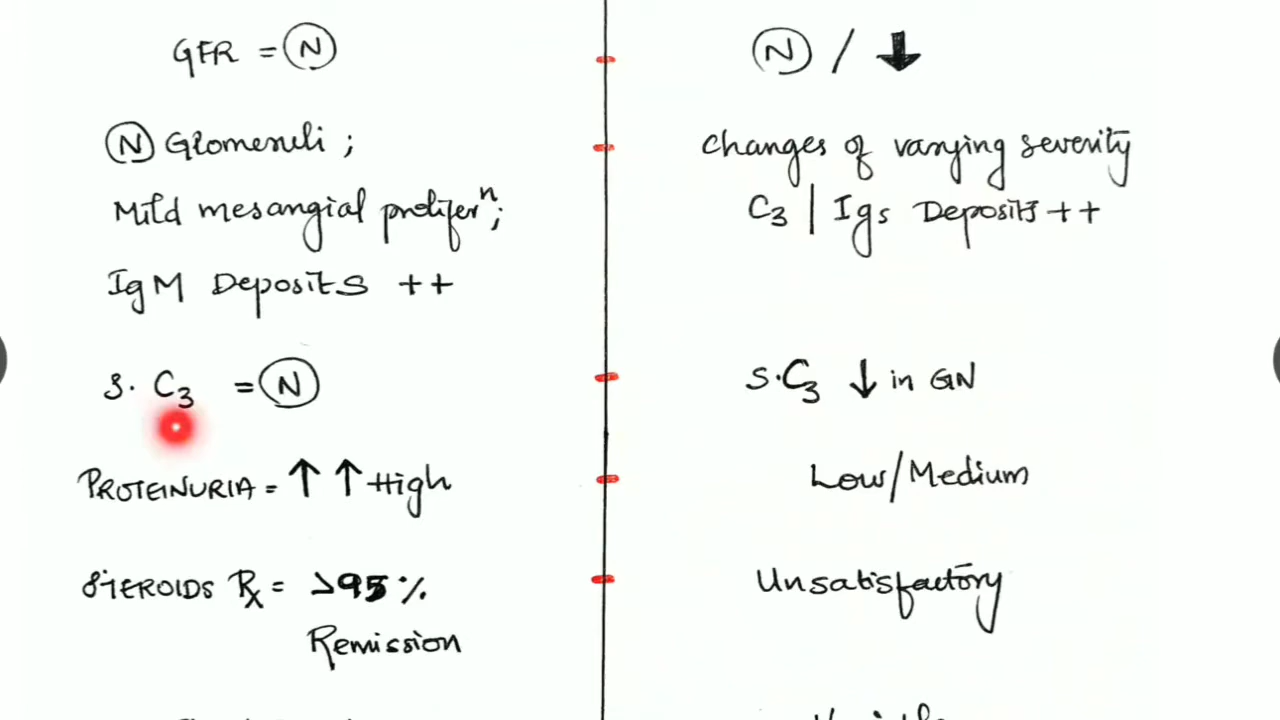 GFR = N
N / ↓
N Glomeruli ;
Mild mesangial prolifer^n;
IgM Deposits ++
changes of varying severity
C3 | Igs Deposits ++
S. C3 = N
S. C3 ↓ in GN
PROTEINURIA = ↑ ↑ High
Low/Medium
STEROIDS Rx = >95%
Remission
Unsatisfactory